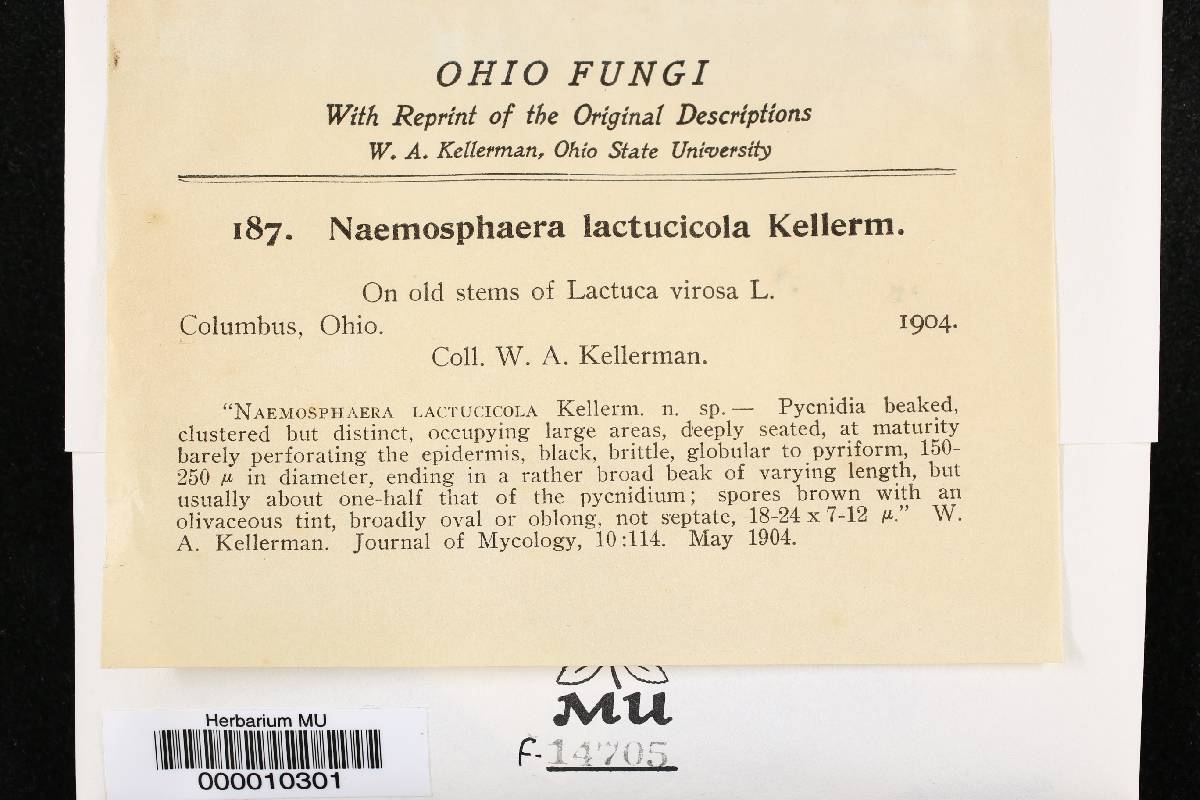 OHIO FUNGI
With Reprint of the Original Descriptions
W. A. Kellerman, Ohio State University
187. Naemosphaera lactucicola Kellerm.
On old stems of Lactuca virosa L.
Columbus, Ohio. 1904.
Coll. W. A. Kellerman.
"NAEMOSPHAERA LACTUCICOLA Kellerm. n. sp.— Pycnidia beaked,
clustered but distinct, occupying large areas, deeply seated, at maturity
barely perforating the epidermis, black, brittle, globular to pyriform, 150-
250 μ in diameter, ending in a rather broad beak of varying length, but
usually about one-half that of the pycnidium; spores brown with an
olivaceous tint, broadly oval or oblong, not septate, 18-24 x 7-12 μ." W.
A. Kellerman. Journal of Mycology, 10:114. May 1904.
MU
F-14705
Herbarium MU
000010301